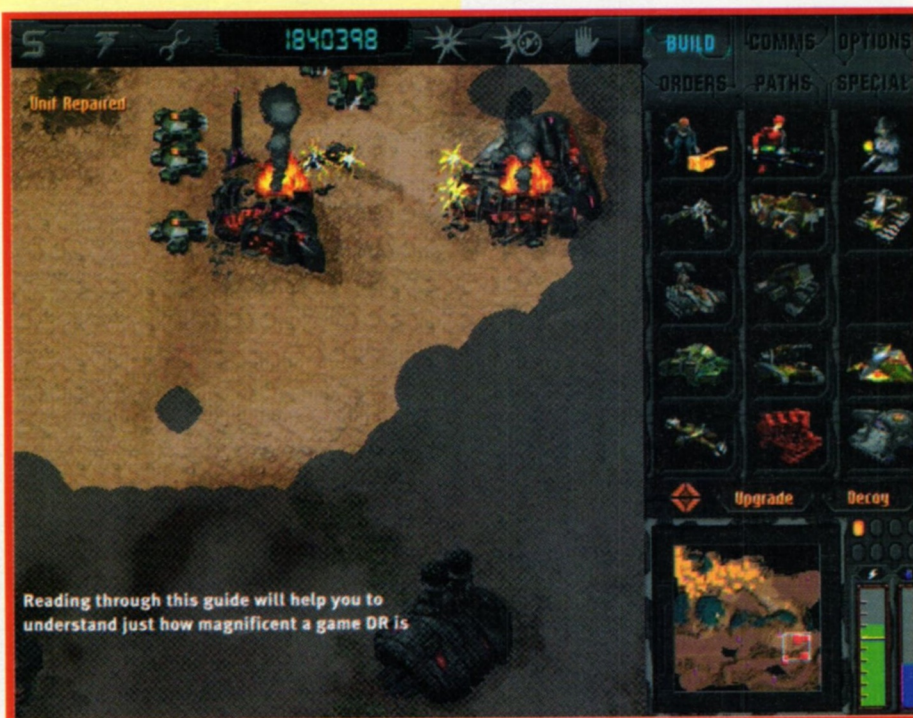 1840398
BUILD COMMS OPTIONS
ORDERS PATHS SPECIAL
Unit Repaired
Upgrade Decoy
Reading through this guide will help you to
understand just how magnificent a game DR is